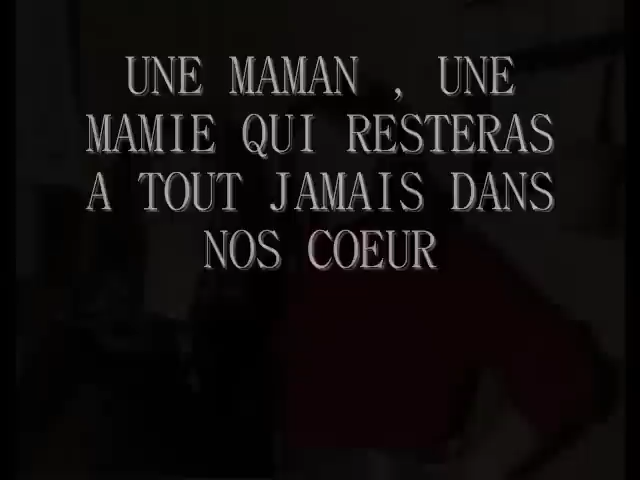 UNE MAMAN , UNE
MAMIE QUI RESTERAS
A TOUT JAMAIS DANS
NOS COEUR